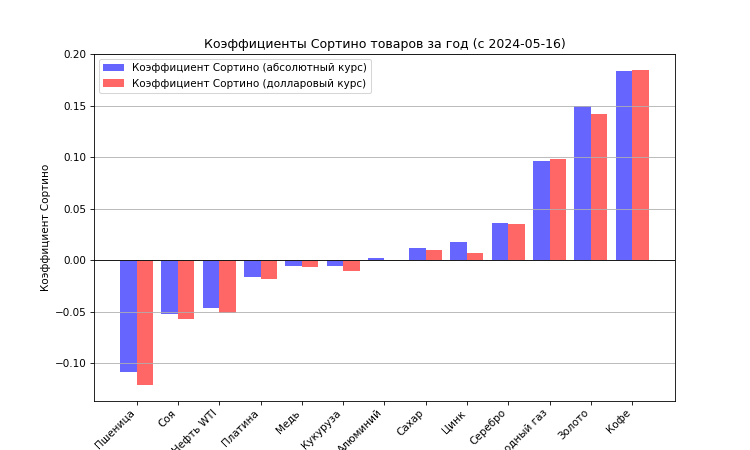 Коэффициенты Сортино товаров за год (с 2024-05-16)
Коэффициент Сортино (абсолютный курс)
Коэффициент Сортино (долларовый курс)
Коэффициент Сортино
0.20
0.15
0.10
0.05
0.00
−0.05
−0.10
Пшеница
Соя
Нефть WTI
Платина
Медь
Кукуруза
Алюминий
Сахар
Цинк
Серебро
одный газ
Золото
Кофе